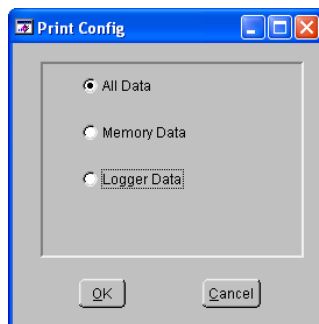 Print Config
All Data
Memory Data
Logger Data
OK Cancel